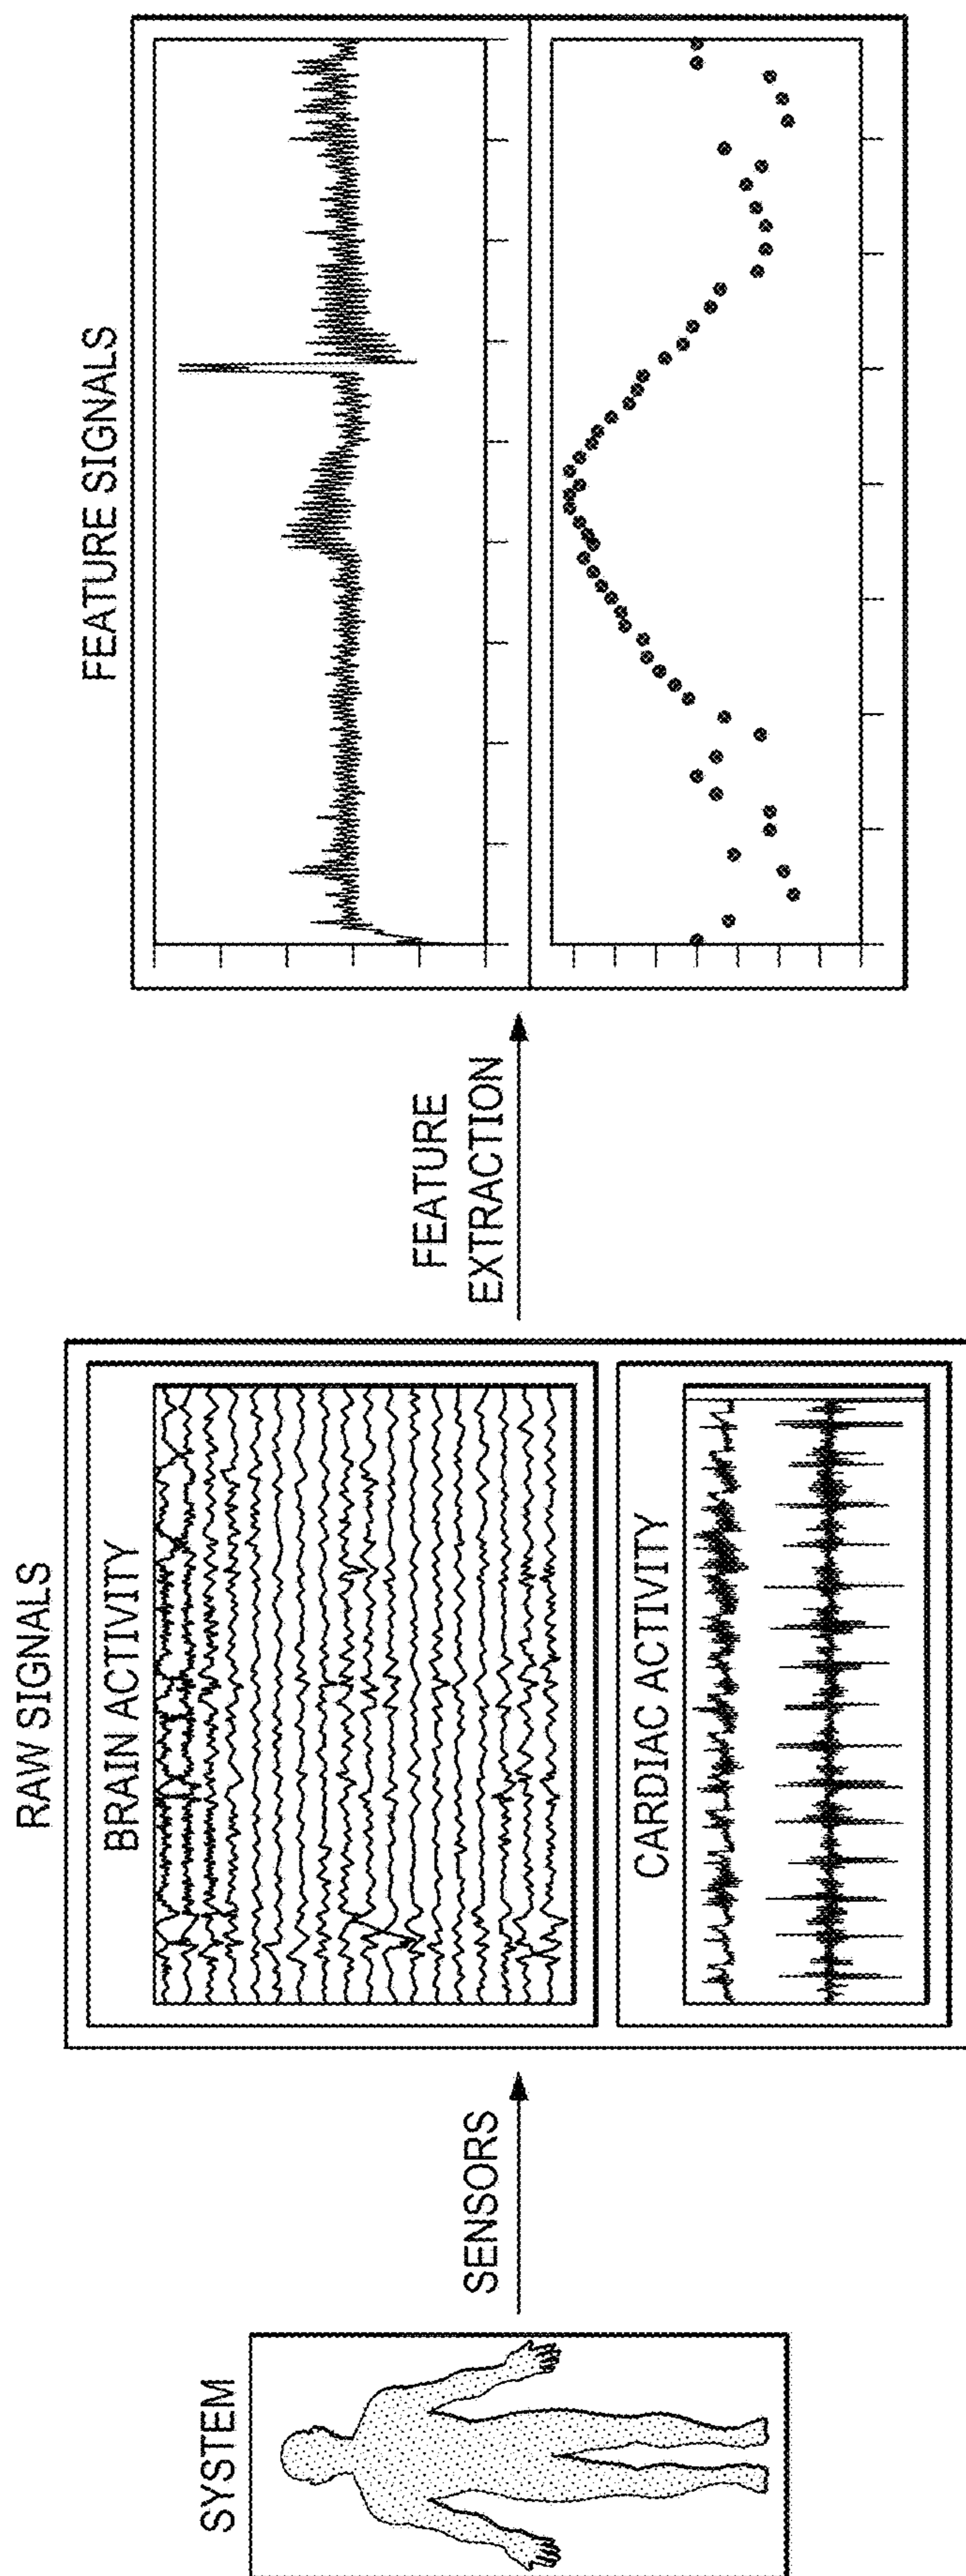 SYSTEM
SENSORS
RAW SIGNALS
BRAIN ACTIVITY
CARDIAC ACTIVITY
FEATURE
EXTRACTION
FEATURE SIGNALS